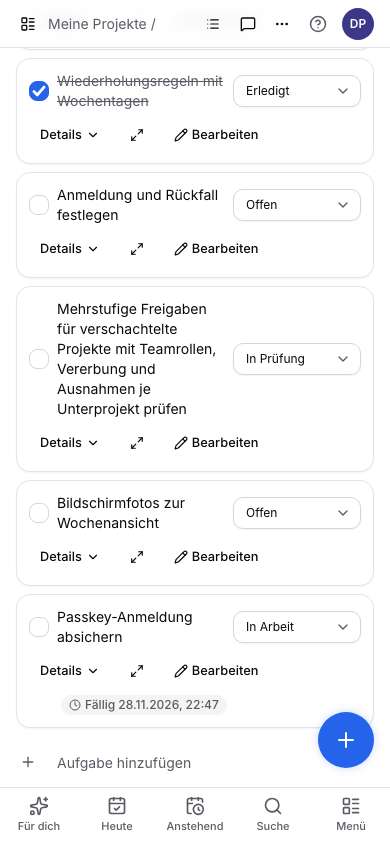 Meine Projekte /
DP
Wiederholungsregeln mit
Wochentagen
Erledigt
Details
Bearbeiten
Anmeldung und Rückfall
festlegen
Offen
Details
Bearbeiten
Mehrstufige Freigaben
für verschachtelte
Projekte mit Teamrollen,
Vererbung und
Ausnahmen je
Unterprojekt prüfen
In Prüfung
Details
Bearbeiten
Bildschirmfotos zur
Wochenansicht
Offen
Details
Bearbeiten
Passkey-Anmeldung
absichern
In Arbeit
Details
Bearbeiten
Fällig 28.11.2026, 22:47
Aufgabe hinzufügen
Für dich
Heute
Anstehend
Suche
Menü